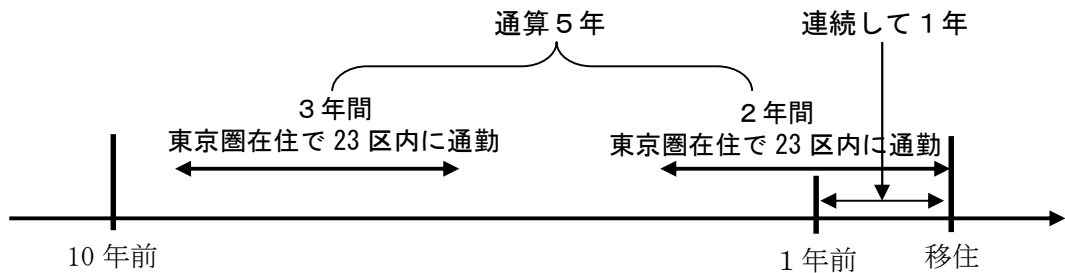 通算５年
連続して１年
３年間
東京圏在住で 23 区内に通勤
２年間
東京圏在住で 23 区内に通勤
10 年前
１年前
移住